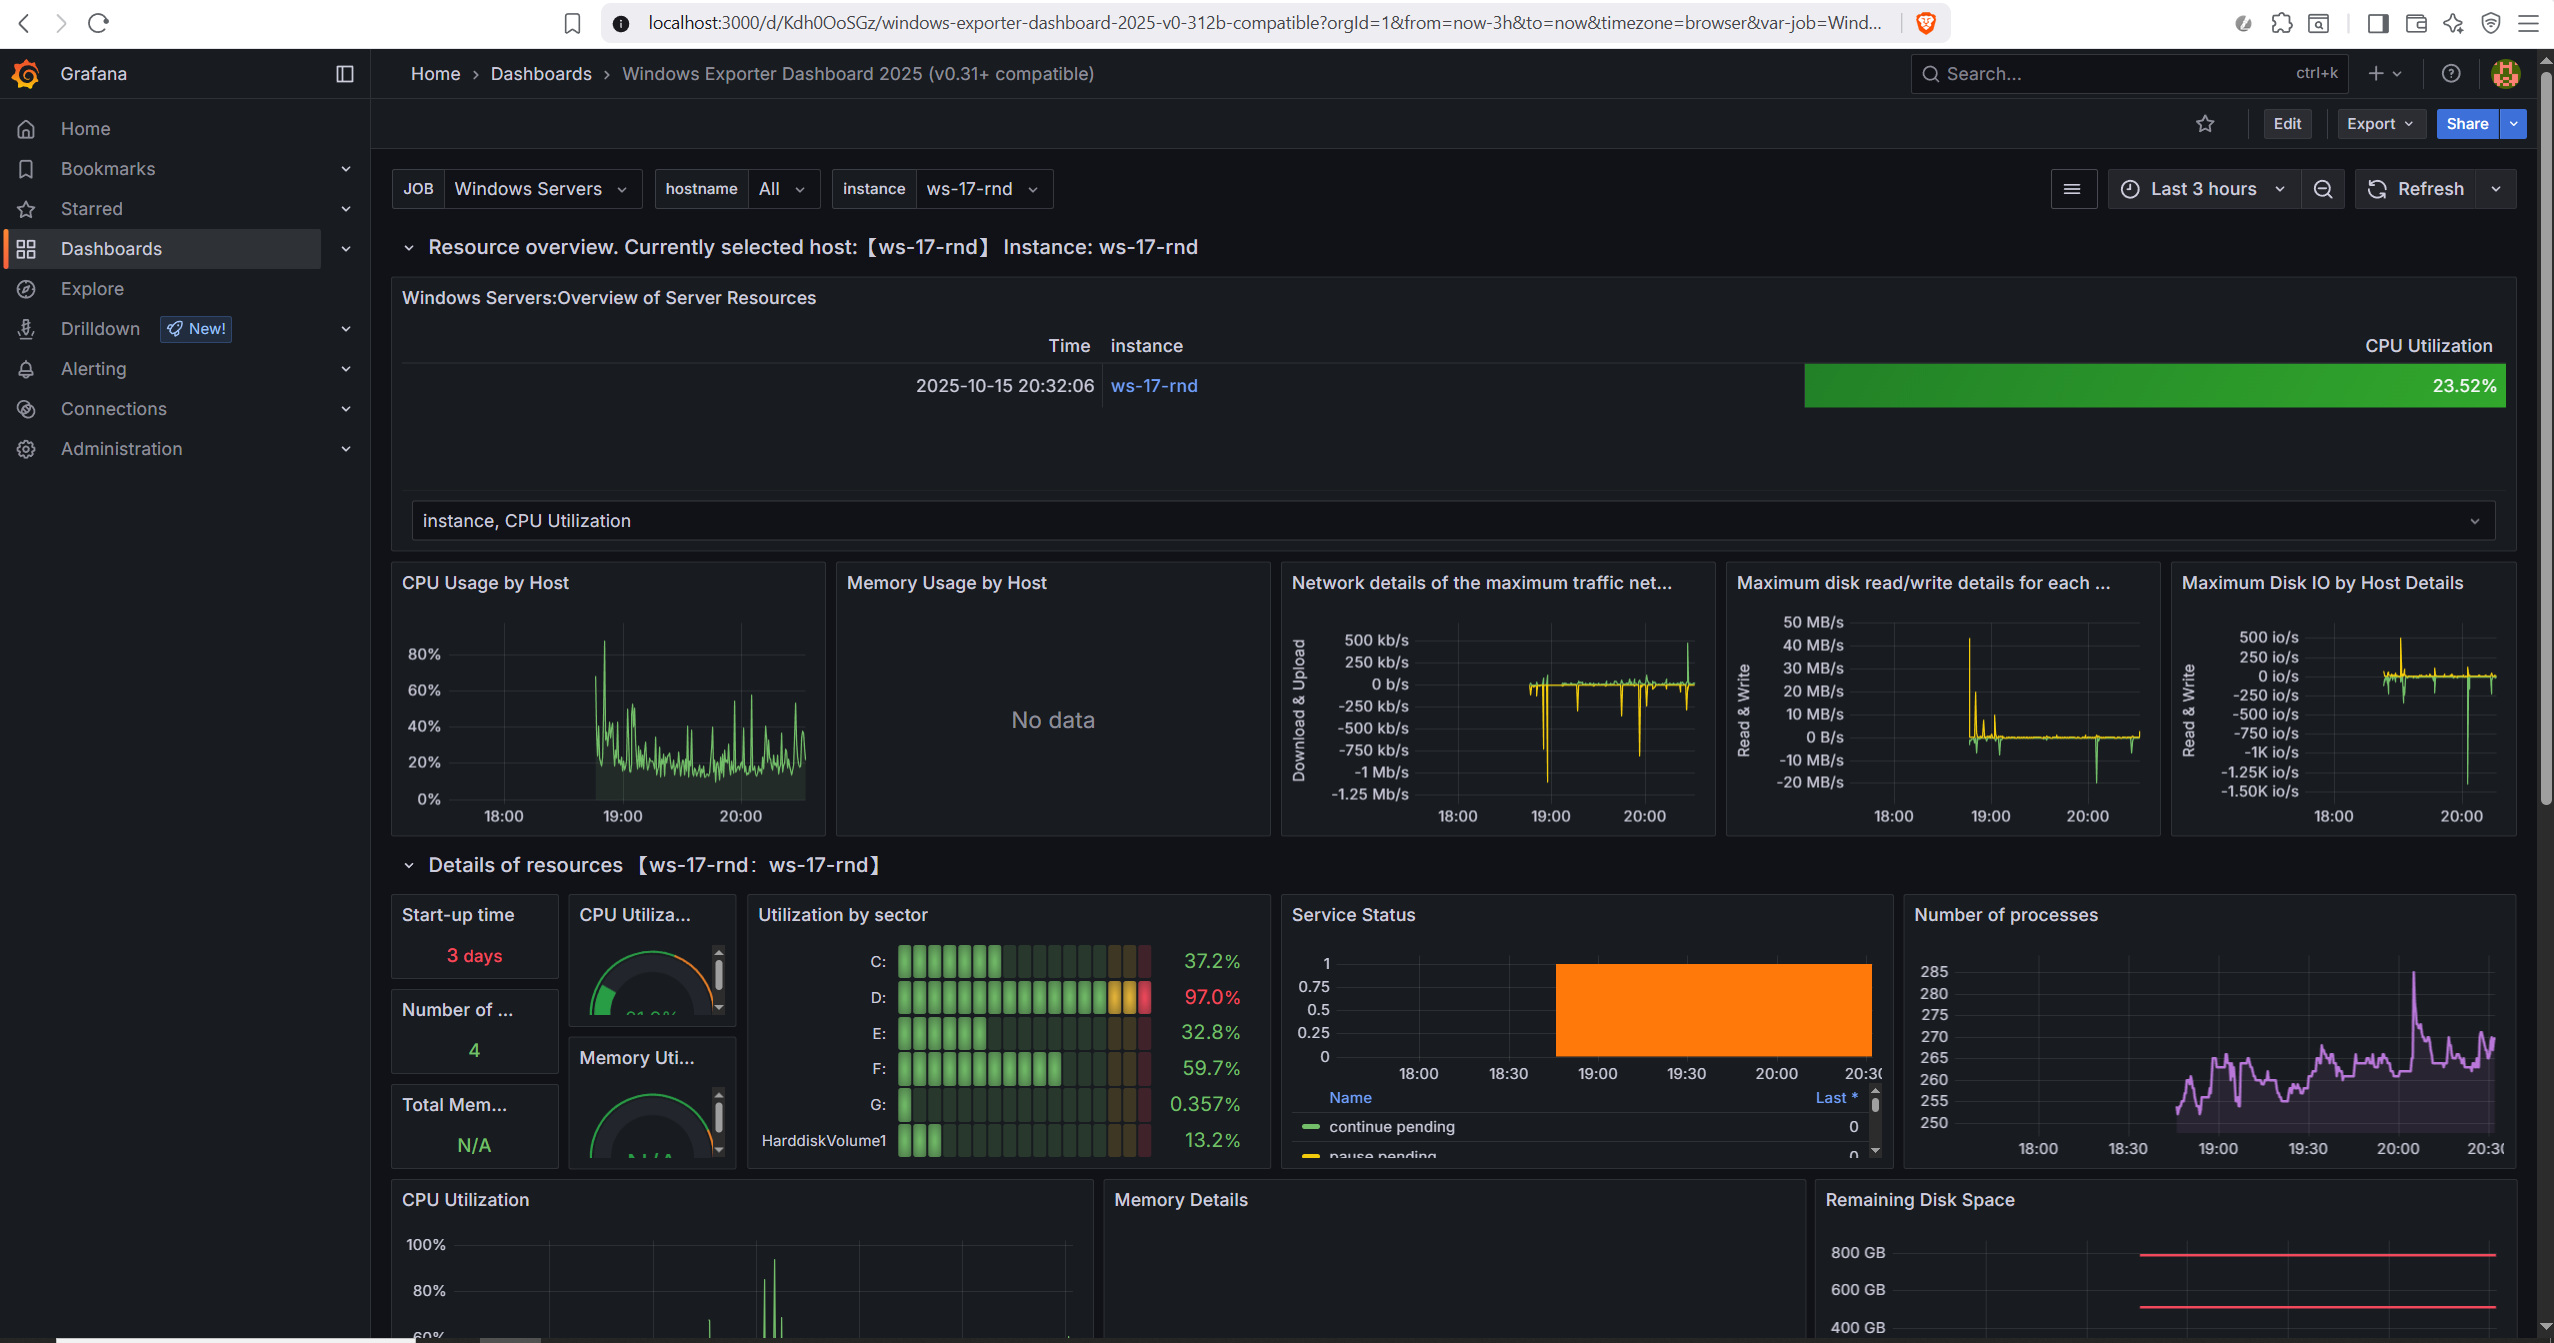 localhost:3000/d/Kdh0OoSGz/windows-exporter-dashboard-2025-v0-312b-compatible?orgId=1&from=now-3h&to=now&timezone=browser&var-job=Wind...
Grafana
Home › Dashboards › Windows Exporter Dashboard 2025 (v0.31+ compatible)
Search... ctrl+k
Home
Bookmarks
Starred
Dashboards
Explore
Drilldown New!
Alerting
Connections
Administration
Edit Export Share
JOB Windows Servers hostname All instance ws-17-rnd
Last 3 hours Refresh
Resource overview. Currently selected host:【ws-17-rnd】 Instance: ws-17-rnd
Windows Servers:Overview of Server Resources
Time instance CPU Utilization
2025-10-15 20:32:06 ws-17-rnd 23.52%
instance, CPU Utilization
CPU Usage by Host
80%
60%
40%
20%
0%
18:00 19:00 20:00
Memory Usage by Host
No data
Network details of the maximum traffic net...
Download & Upload
500 kb/s
250 kb/s
0 b/s
-250 kb/s
-500 kb/s
-750 kb/s
-1 Mb/s
-1.25 Mb/s
18:00 19:00 20:00
Maximum disk read/write details for each ...
Read & Write
50 MB/s
40 MB/s
30 MB/s
20 MB/s
10 MB/s
0 B/s
-10 MB/s
-20 MB/s
18:00 19:00 20:00
Maximum Disk IO by Host Details
Read & Write
500 io/s
250 io/s
0 io/s
-250 io/s
-500 io/s
-750 io/s
-1K io/s
-1.25K io/s
-1.50K io/s
18:00 20:00
Details of resources 【ws-17-rnd：ws-17-rnd】
Start-up time
3 days
Number of ...
4
Total Mem...
N/A
CPU Utiliza...
Memory Uti...
N/A
Utilization by sector
C: 37.2%
D: 97.0%
E: 32.8%
F: 59.7%
G: 0.357%
HarddiskVolume1 13.2%
Service Status
1
0.75
0.5
0.25
0
18:00 18:30 19:00 19:30 20:00 20:30
Name Last *
continue pending 0
pause pending 0
Number of processes
285
280
275
270
265
260
255
250
18:00 18:30 19:00 19:30 20:00 20:30
CPU Utilization
100%
80%
60%
Memory Details
Remaining Disk Space
800 GB
600 GB
400 GB